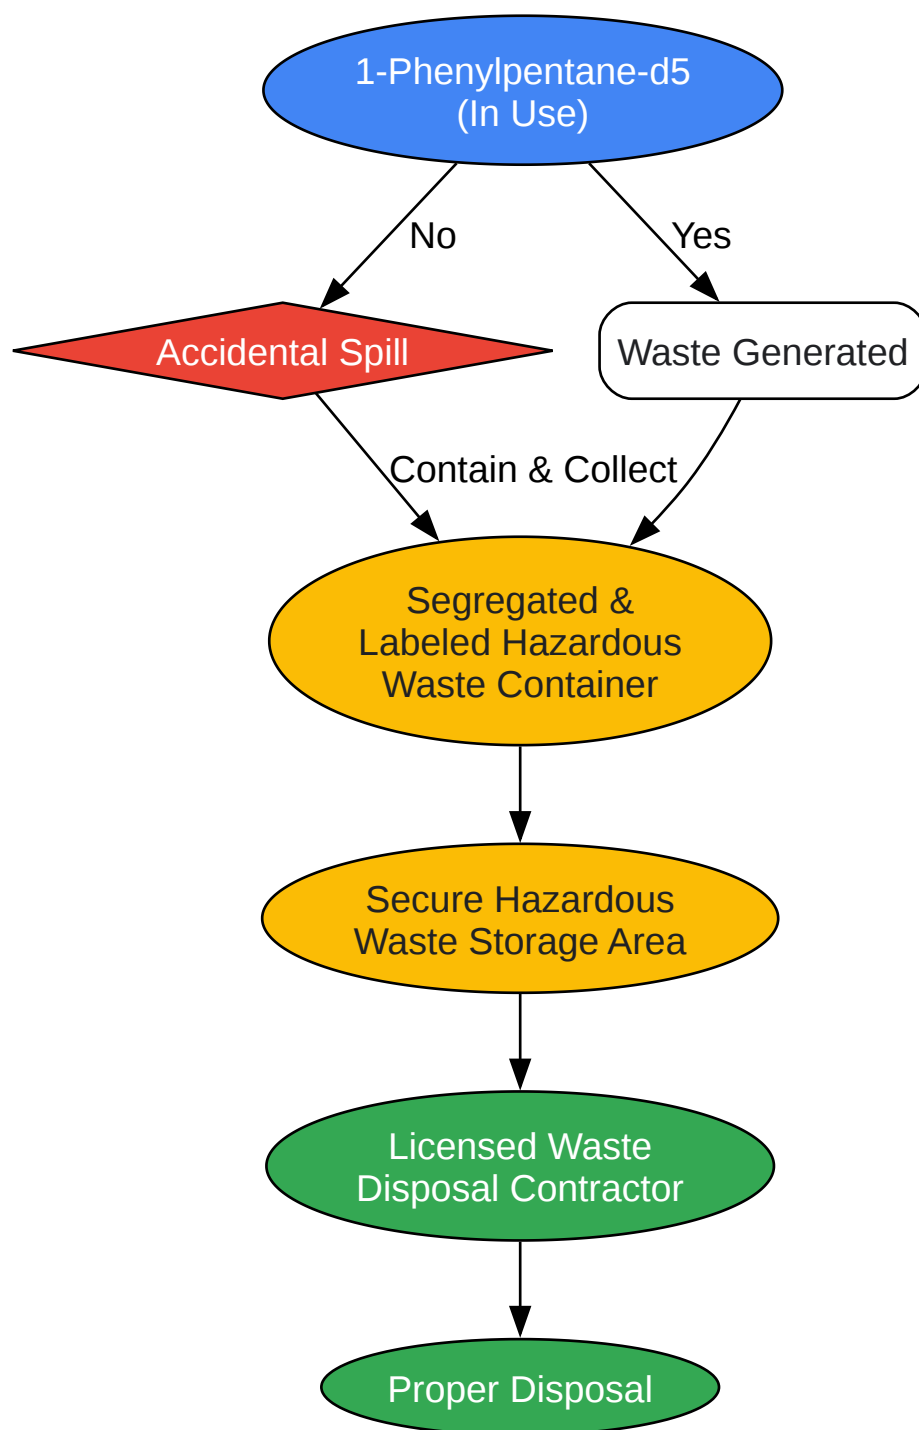 1-Phenylpentane-d5
(In Use)
No
Yes
Accidental Spill
Waste Generated
Contain & Collect
Segregated &
Labeled Hazardous
Waste Container
Secure Hazardous
Waste Storage Area
Licensed Waste
Disposal Contractor
Proper Disposal